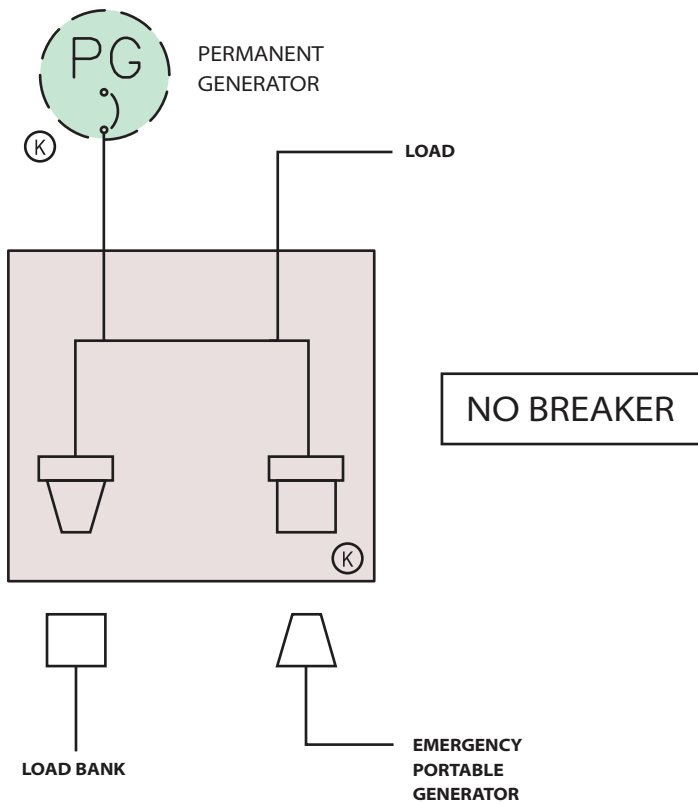 PG
PERMANENT
GENERATOR
K
LOAD
NO BREAKER
K
LOAD BANK
EMERGENCY
PORTABLE
GENERATOR